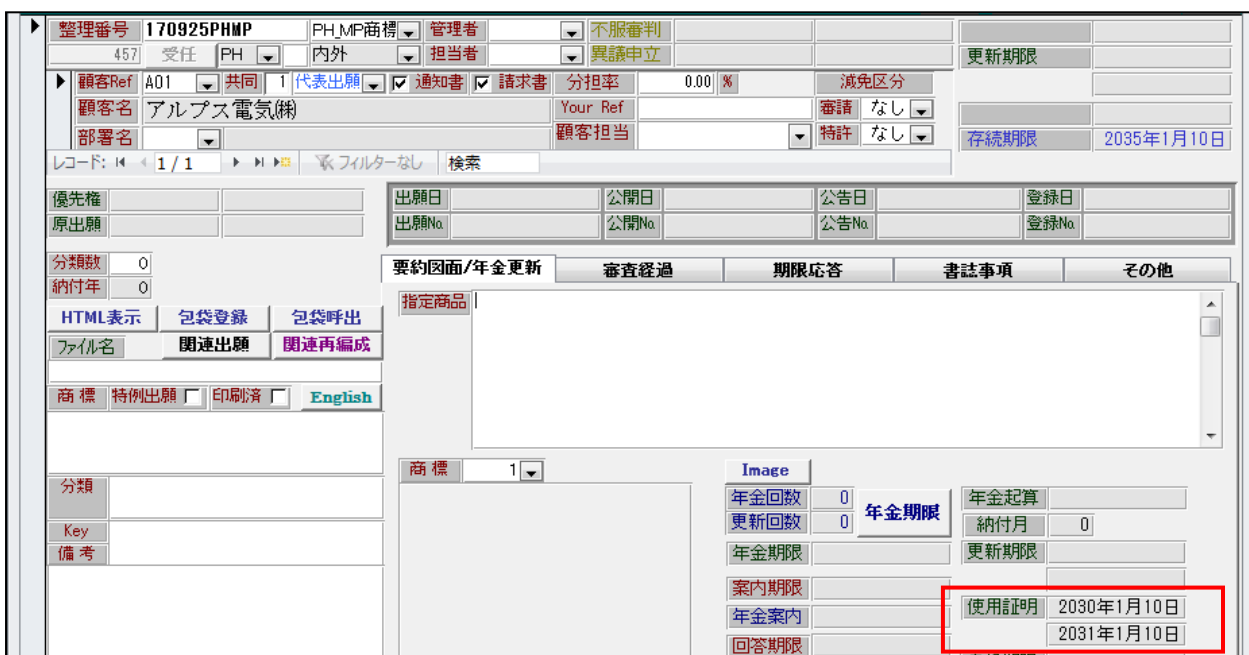 整理番号 170925PHMP PH_MP商標 管理者 不服審判
457 受任 PH 内外 担当者 異議申立 更新期限
顧客Ref A01 共同 1 代表出願 通知書 請求書 分担率 0.00 % 減免区分
顧客名 アルプス電気㈱ Your Ref 審請 なし
部署名 顧客担当 特許 なし 存続期限 2035年1月10日
レコード: 1 / 1 フィルターなし 検索
優先権 出願日 公開日 公告日 登録日
原出願 出願No. 公開No. 公告No. 登録No.
分類数 0 要約図面/年金更新 審査経過 期限応答 書誌事項 その他
納付年 0 指定商品
HTML表示 包袋登録 包袋呼出
ファイル名 関連出願 関連再編成
商標 特例出願 印刷済 English
商標 1 Image
分類 年金回数 0 年金期限 年金起算
Key 更新回数 0 納付月 0
備考 年金期限 更新期限
案内期限
使用証明 2030年1月10日
年金案内 2031年1月10日
回答期限